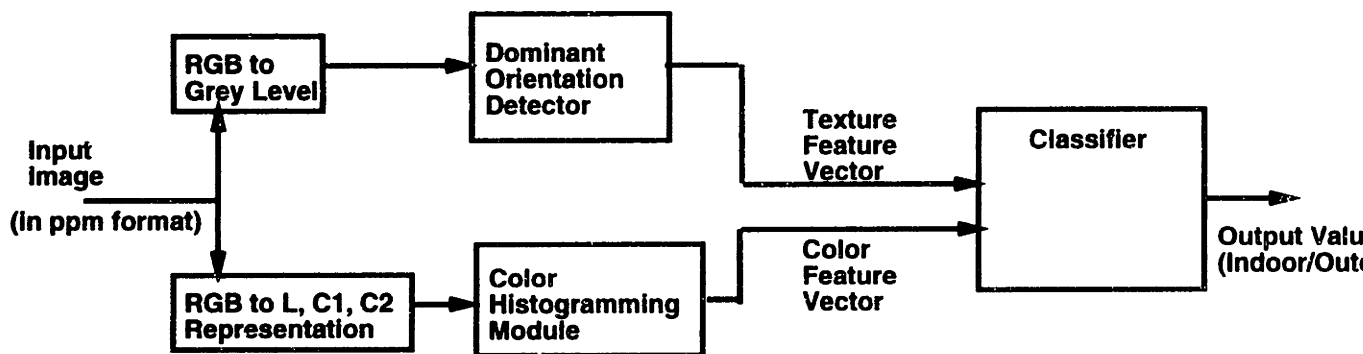 RGB to
Grey Level
Dominant
Orientation
Detector
Input
Image
(in ppm format)
Texture
Feature
Vector
Classifier
RGB to L, C1, C2
Representation
Color
Histogramming
Module
Color
Feature
Vector
Output Valu
(Indoor/Out